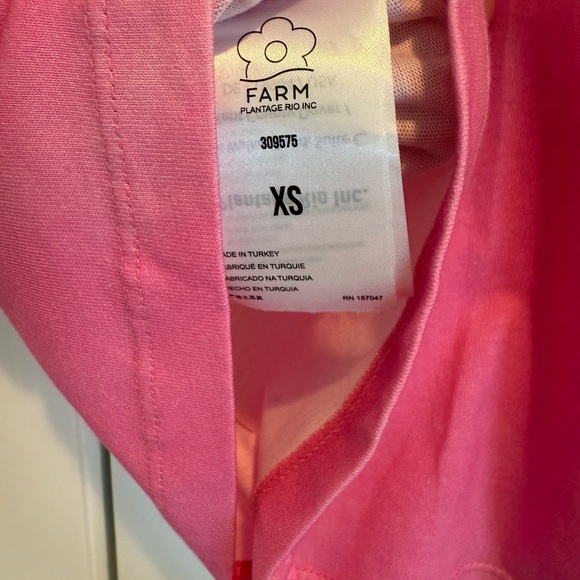 FARM
PLANTAGE RIO INC
309575
XS
ADE IN TURKEY
ABRIQUÉ EN TURQUIE
ABRICADO NA TURQUIA
ECHO EN TURQUIA
RN 157047